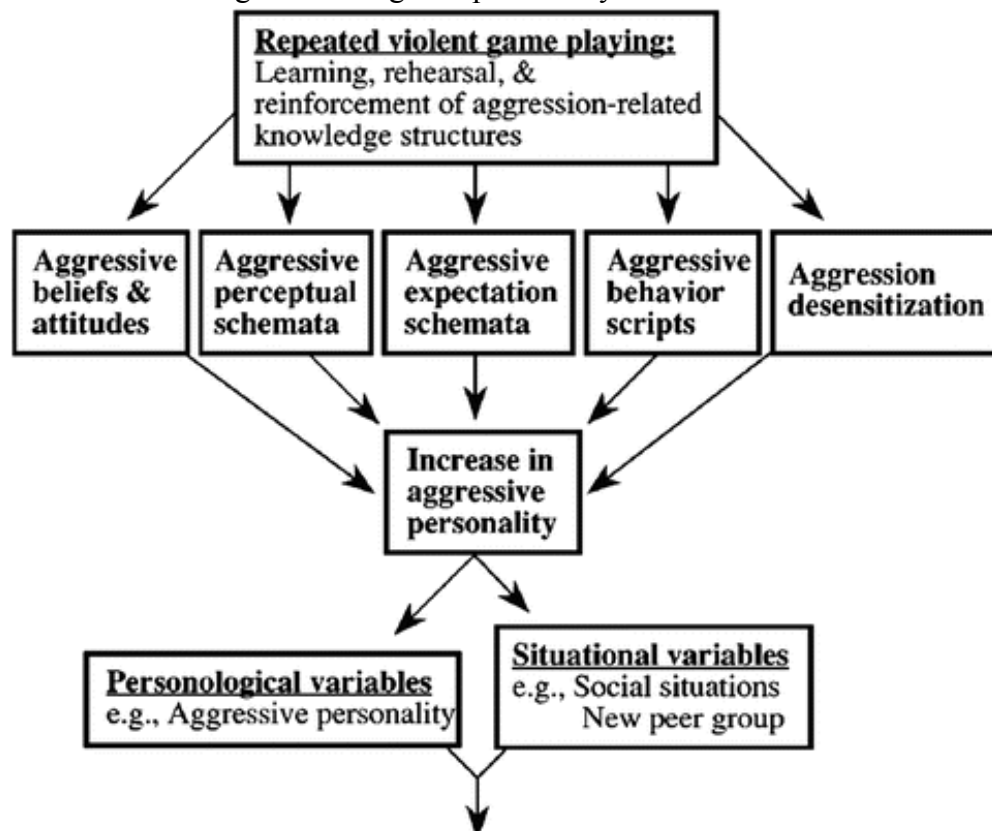 Repeated violent game playing:
Learning, rehearsal, &
reinforcement of aggression-related
knowledge structures
Aggressive
beliefs &
attitudes
Aggressive
perceptual
schemata
Aggressive
expectation
schemata
Aggressive
behavior
scripts
Aggression
desensitization
Increase in
aggressive
personality
Personological variables
e.g., Aggressive personality
Situational variables
e.g., Social situations
New peer group